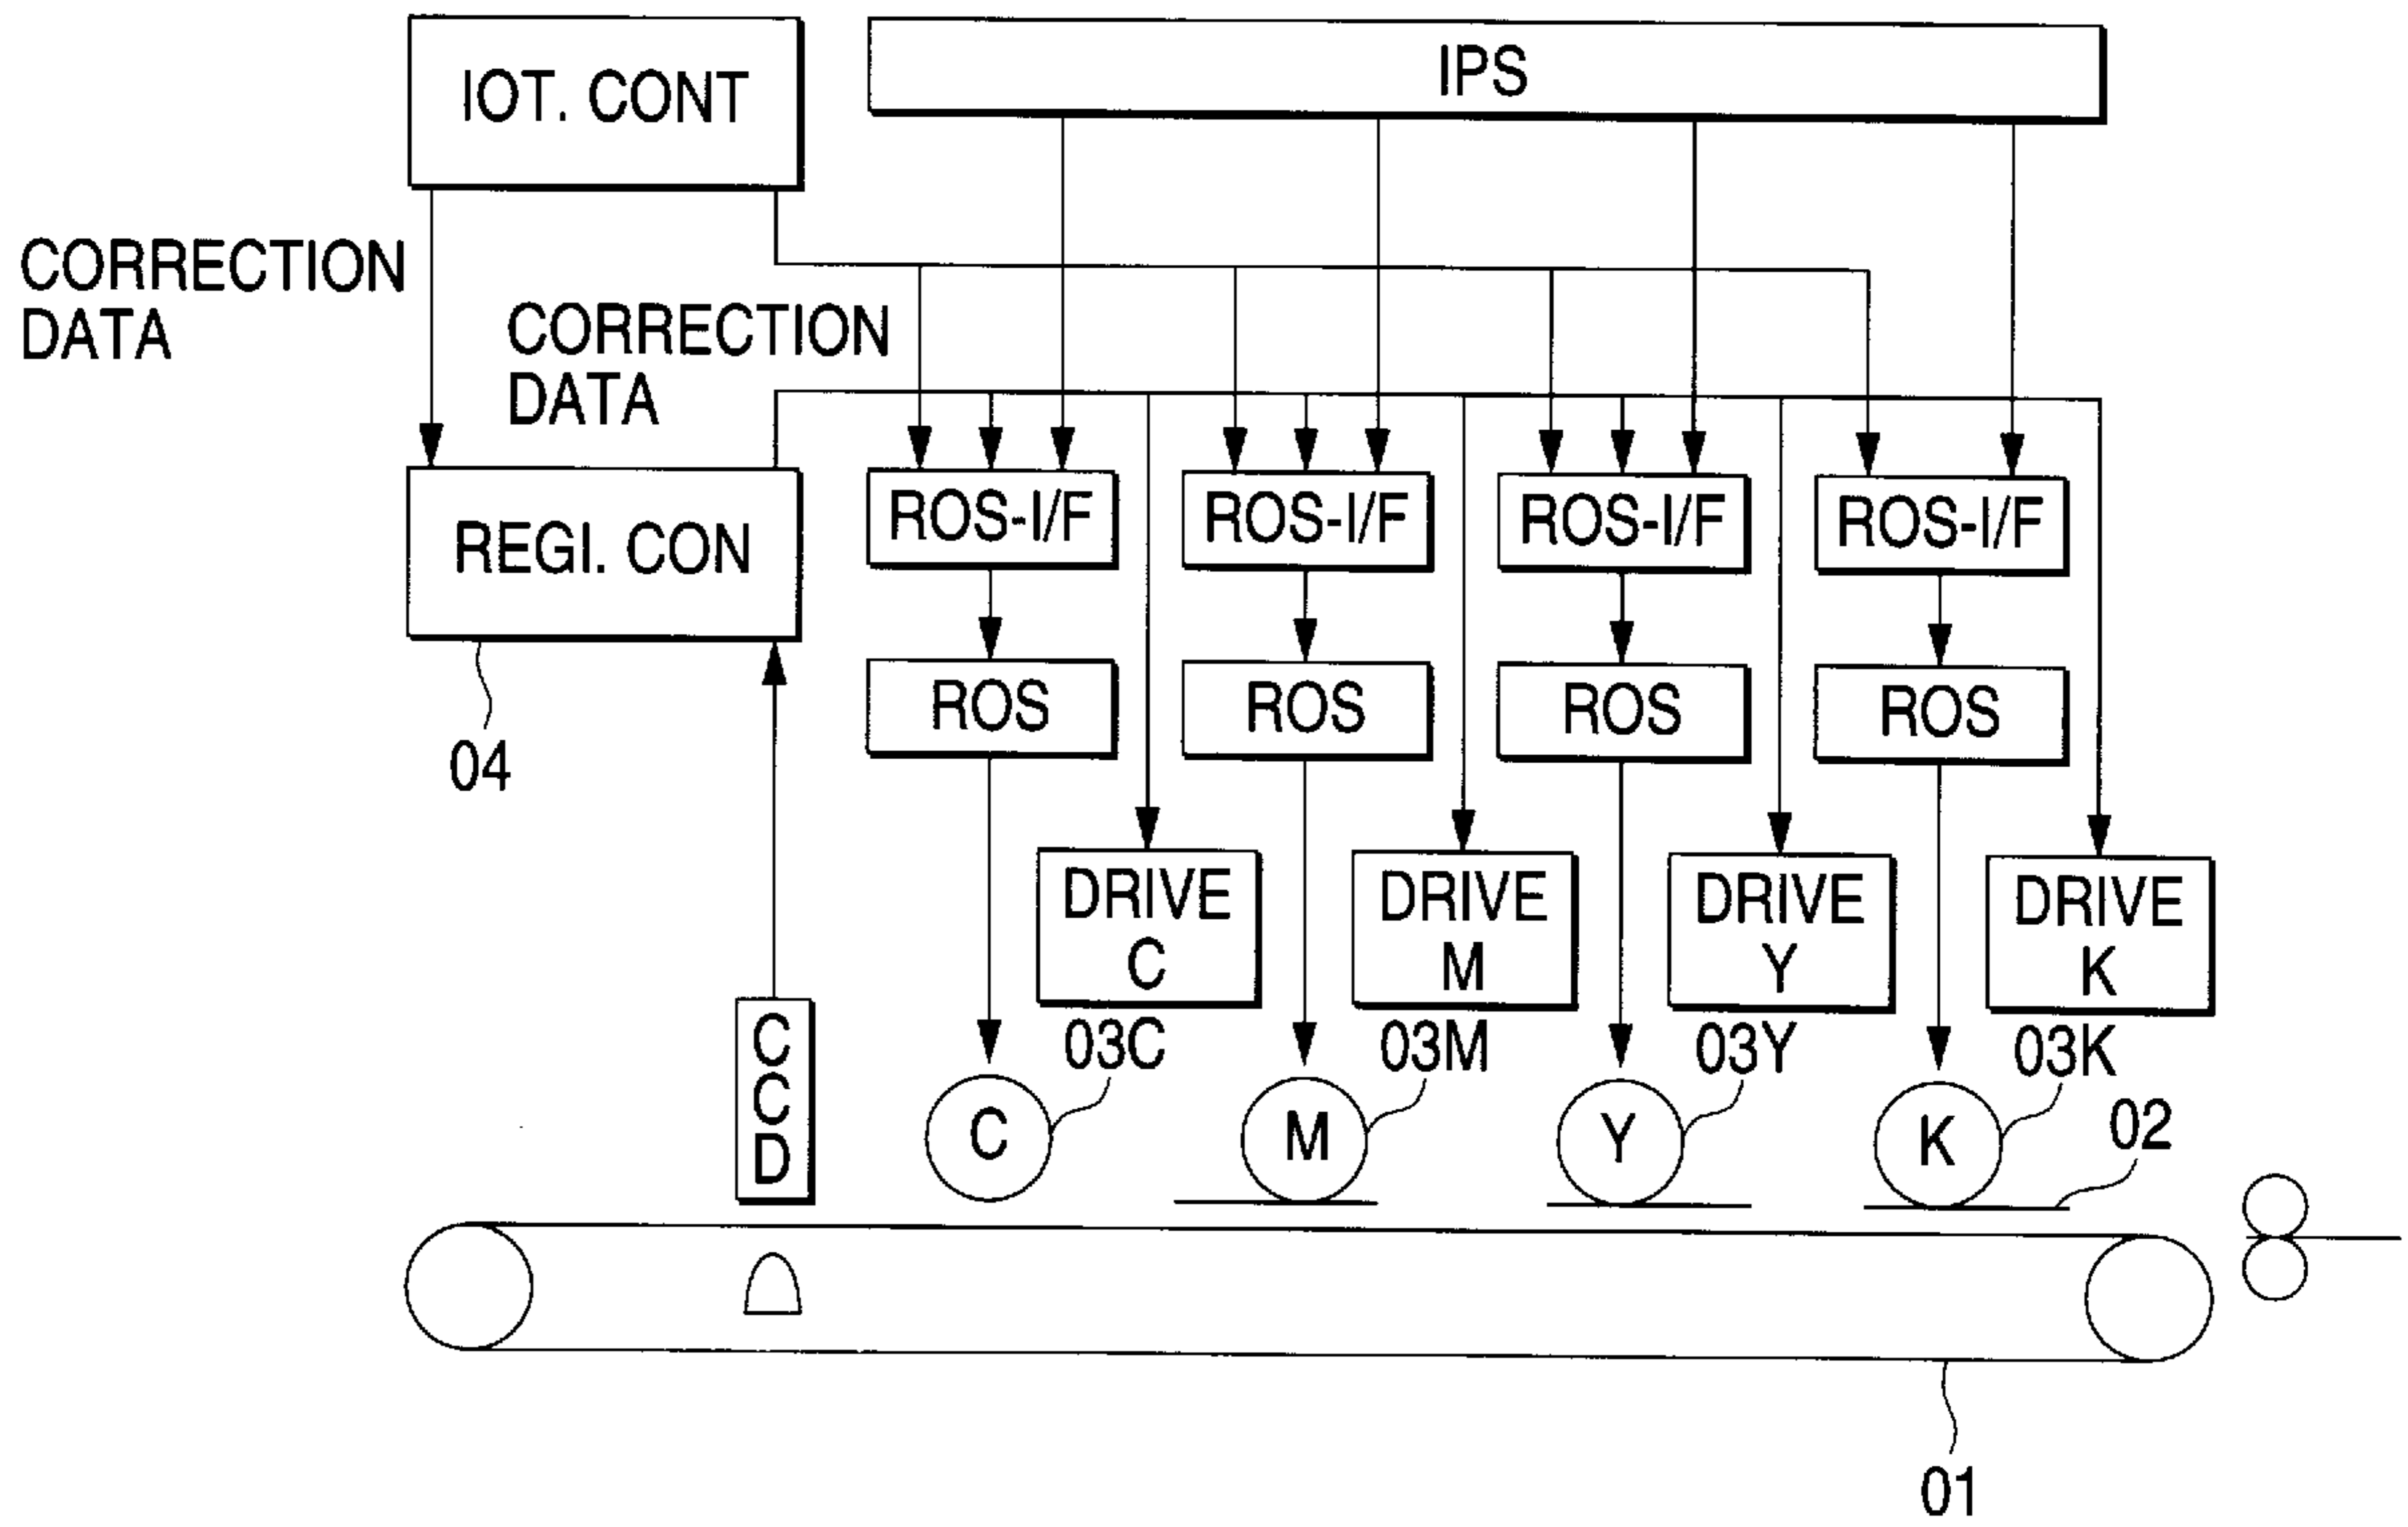 IOT. CONT
IPS
CORRECTION
DATA
CORRECTION
DATA
REGI. CON
ROS-I/F
ROS-I/F
ROS-I/F
ROS-I/F
ROS
ROS
ROS
ROS
04
DRIVE
C
DRIVE
M
DRIVE
Y
DRIVE
K
CCD
03C
03M
03Y
03K
C
M
Y
K
02
01